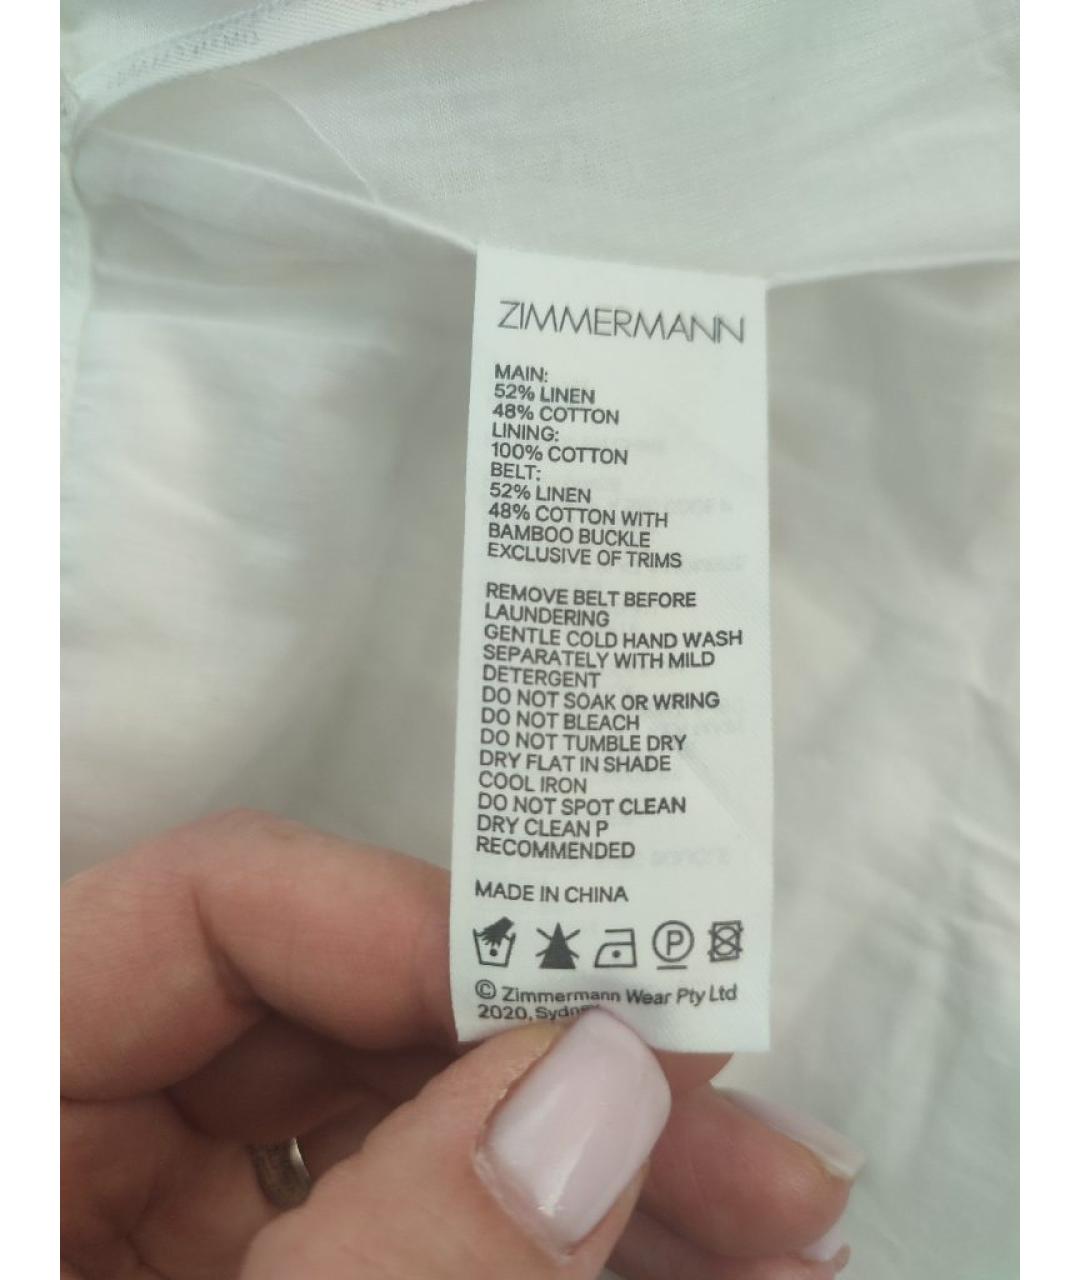 ZIMMERMANN
MAIN:
52% LINEN
48% COTTON
LINING:
100% COTTON
BELT:
52% LINEN
48% COTTON WITH
BAMBOO BUCKLE
EXCLUSIVE OF TRIMS
REMOVE BELT BEFORE
LAUNDERING
GENTLE COLD HAND WASH
SEPARATELY WITH MILD
DETERGENT
DO NOT SOAK OR WRING
DO NOT BLEACH
DO NOT TUMBLE DRY
DRY FLAT IN SHADE
COOL IRON
DO NOT SPOT CLEAN
DRY CLEAN P
RECOMMENDED
MADE IN CHINA
P
© Zimmermann Wear Pty Ltd
2020,